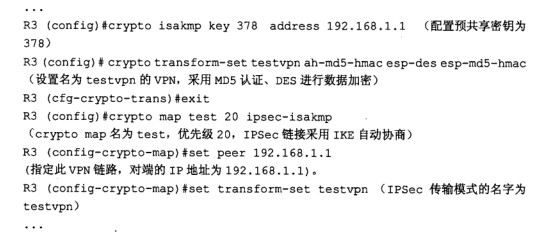 ...
R3 (config)#crypto isakmp key 378 address 192.168.1.1 （配置预共享密钥为
378）
R3 (config)# crypto transform-set testvpn ah-md5-hmac esp-des esp-md5-hmac
（设置名为 testvpn 的 VPN，采用 MD5 认证、DES 进行数据加密）
R3 (cfg-crypto-trans)#exit
R3 (config)#crypto map test 20 ipsec-isakmp
（crypto map 名为 test，优先级 20，IPSec 链接采用 IKE 自动协商）
R3 (config-crypto-map)#set peer 192.168.1.1
(指定此 VPN 链路，对端的 IP 地址为 192.168.1.1)。
R3 (config-crypto-map)#set transform-set testvpn （IPSec 传输模式的名字为
testvpn）
...